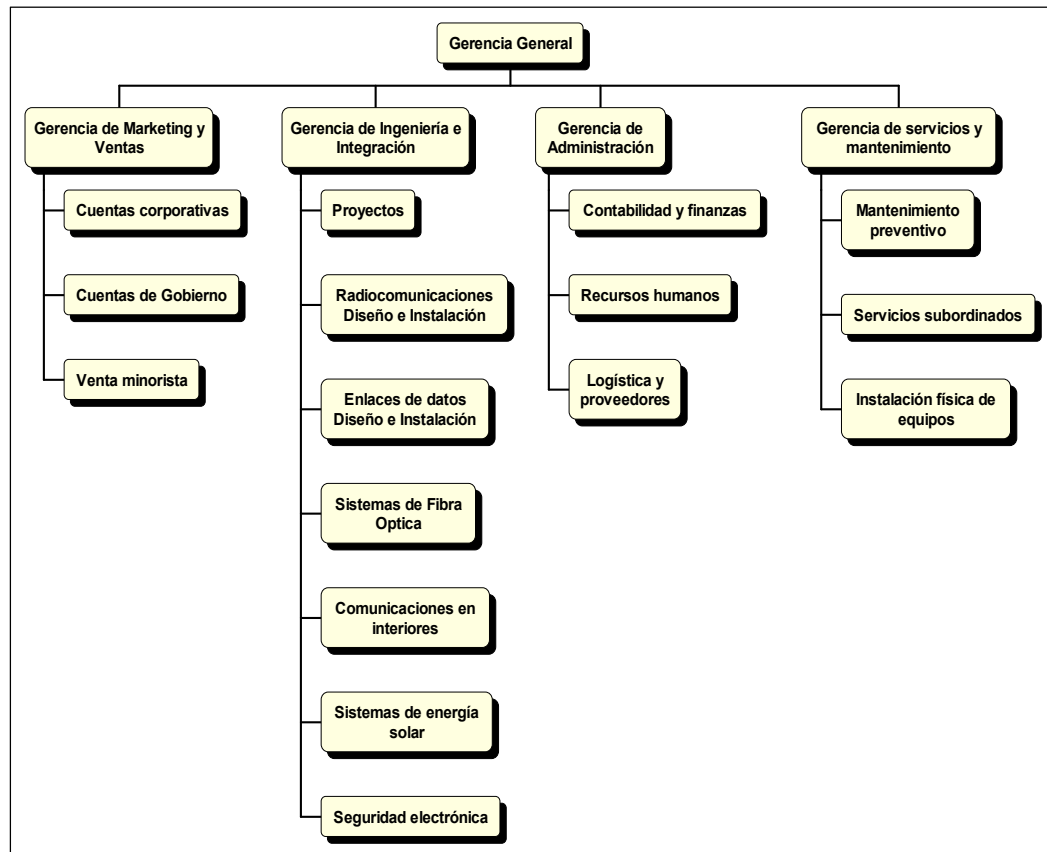 Gerencia General
Gerencia de Marketing y
Ventas
Cuentas corporativas
Cuentas de Gobierno
Venta minorista
Gerencia de Ingeniería e
Integración
Proyectos
Radiocomunicaciones
Diseño e Instalación
Enlaces de datos
Diseño e Instalación
Sistemas de Fibra
Optica
Comunicaciones en
interiores
Sistemas de energía
solar
Seguridad electrónica
Gerencia de
Administración
Contabilidad y finanzas
Recursos humanos
Logística y
proveedores
Gerencia de servicios y
mantenimiento
Mantenimiento
preventivo
Servicios subordinados
Instalación física de
equipos